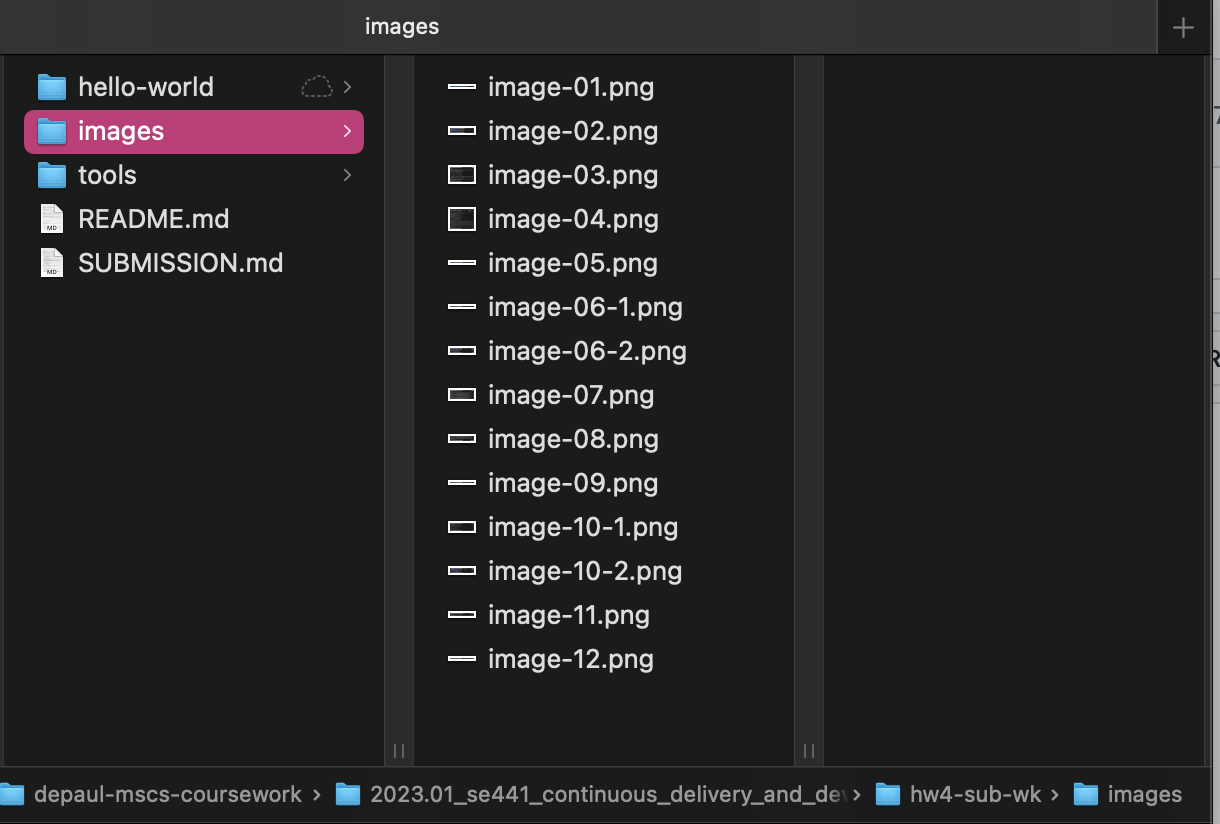 images
hello-world
images
tools
README.md
SUBMISSION.md
image-01.png
image-02.png
image-03.png
image-04.png
image-05.png
image-06-1.png
image-06-2.png
image-07.png
image-08.png
image-09.png
image-10-1.png
image-10-2.png
image-11.png
image-12.png
depaul-mscs-coursework › 2023.01_se441_continuous_delivery_and_dev › hw4-sub-wk › images